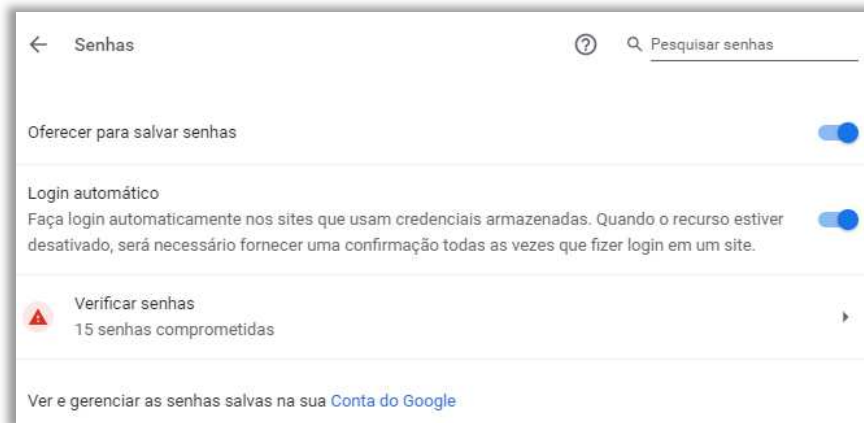 Senhas
Pesquisar senhas
Oferecer para salvar senhas
Login automático
Faça login automaticamente nos sites que usam credenciais armazenadas. Quando o recurso estiver
desativado, será necessário fornecer uma confirmação todas as vezes que fizer login em um site.
Verificar senhas
15 senhas comprometidas
Ver e gerenciar as senhas salvas na sua Conta do Google